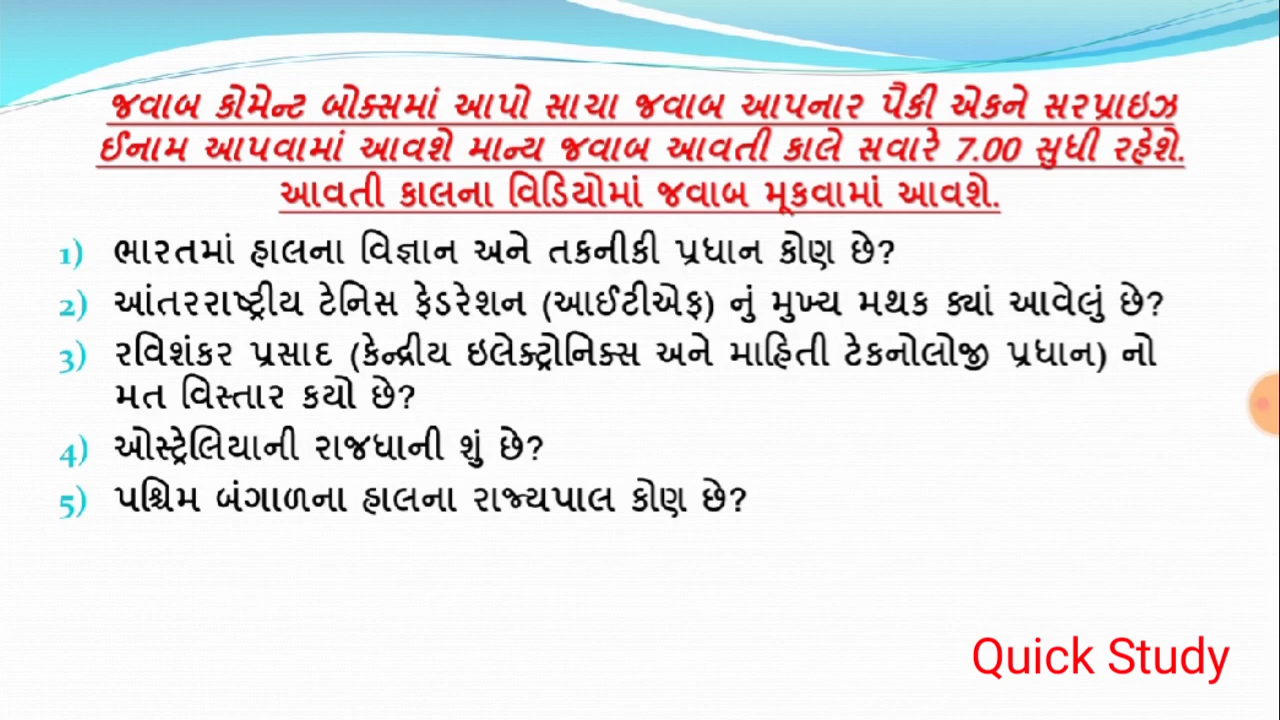 જવાબ કોમેન્ટ બોક્સમાં આપો સાચા જવાબ આપનાર પૈકી એકને સરપ્રાઇઝ
ઈનામ આપવામાં આવશે માન્ય જવાબ આવતી કાલે સવારે 7.00 સુધી રહેશે.
આવતી કાલના વિડિયોમાં જવાબ મૂકવામાં આવશે.
1) ભારતમાં હાલના વિજ્ઞાન અને તકનીકી પ્રધાન કોણ છે?
2) આંતરરાષ્ટ્રીય ટેનિસ ફેડરેશન (આઈટીએફ) નું મુખ્ય મથક ક્યાં આવેલું છે?
3) રવિશંકર પ્રસાદ (કેન્દ્રીય ઇલેક્ટ્રોનિક્સ અને માહિતી ટેકનોલોજી પ્રધાન) નો
મત વિસ્તાર કયો છે?
4) ઓસ્ટ્રેલિયાની રાજધાની શું છે?
5) પશ્ચિમ બંગાળના હાલના રાજ્યપાલ કોણ છે?
Quick Study